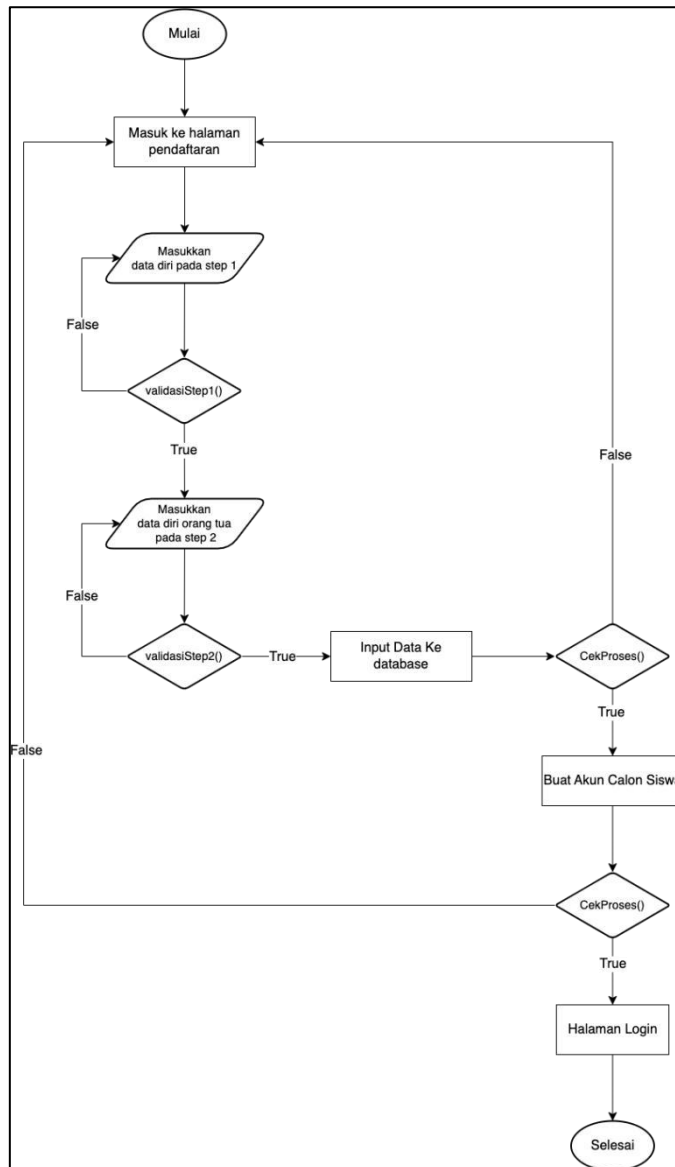 Mulai
Masuk ke halaman
pendaftaran
Masukkan
data diri pada step 1
False
validasiStep1()
True
False
Masukkan
data diri orang tua
pada step 2
False
validasiStep2()
True
Input Data Ke
database
CekProses()
True
False
Buat Akun Calon Siswa
CekProses()
True
Halaman Login
Selesai